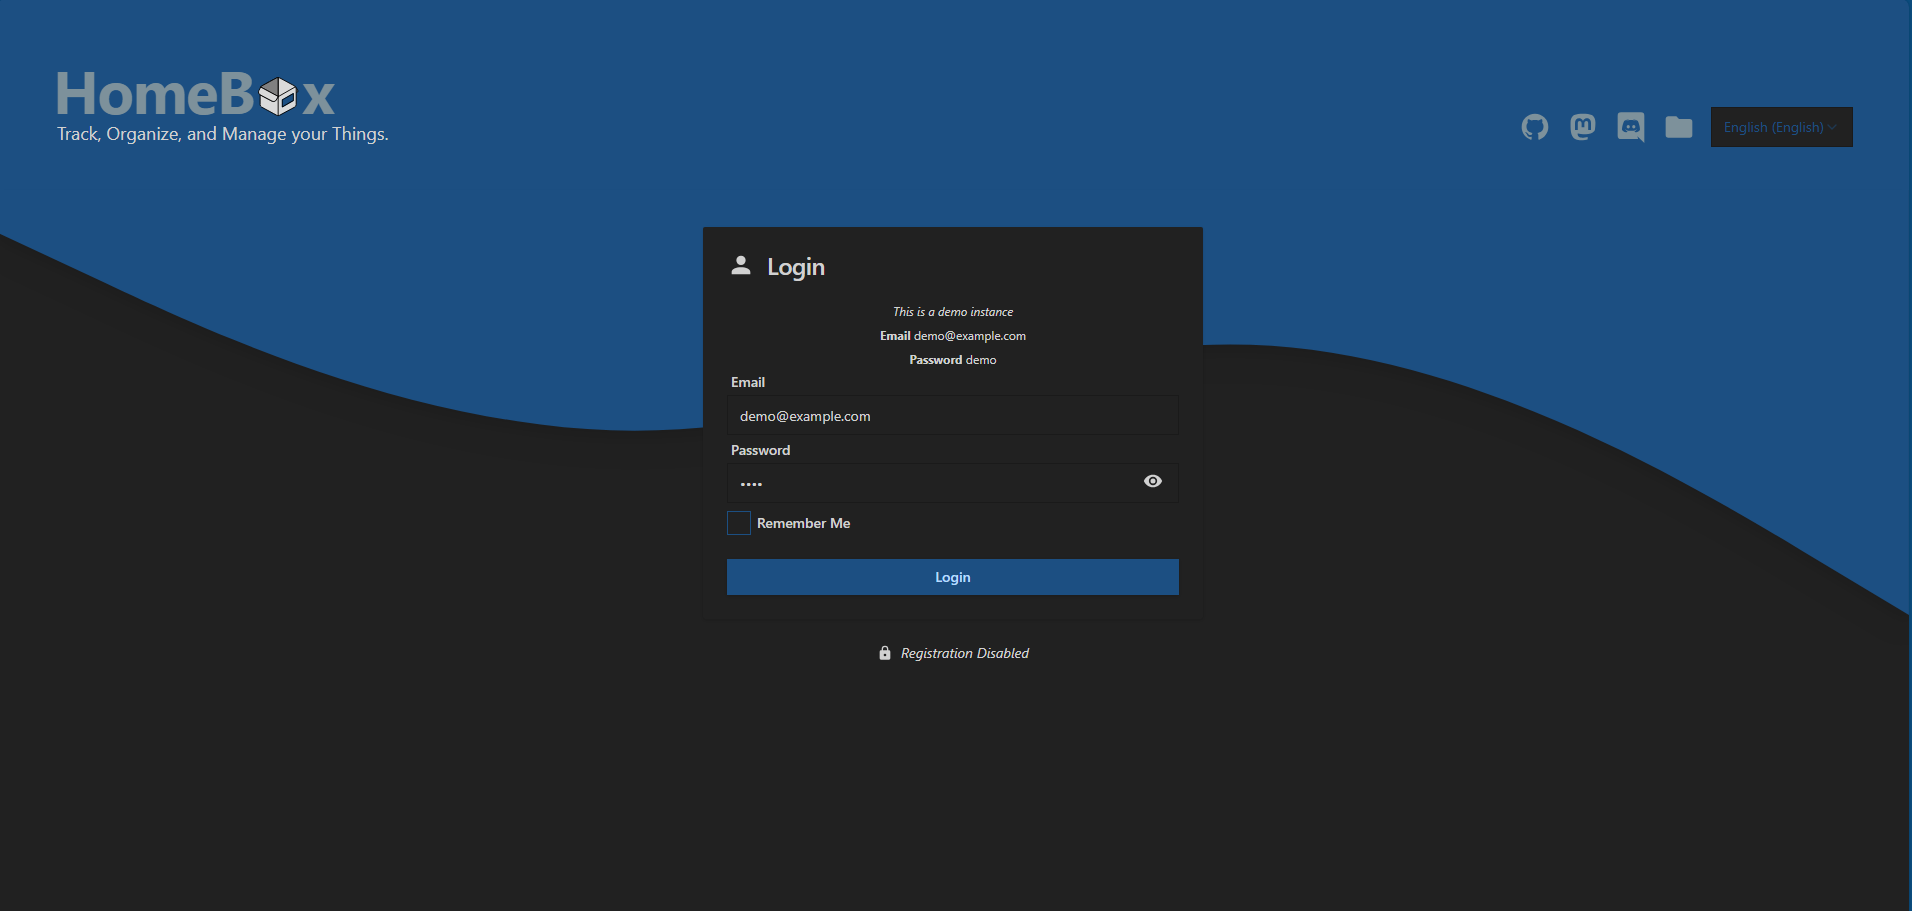 HomeBox
Track, Organize, and Manage your Things.
English (English)
Login
This is a demo instance
Email demo@example.com
Password demo
Email
demo@example.com
Password
••••
Remember Me
Login
Registration Disabled